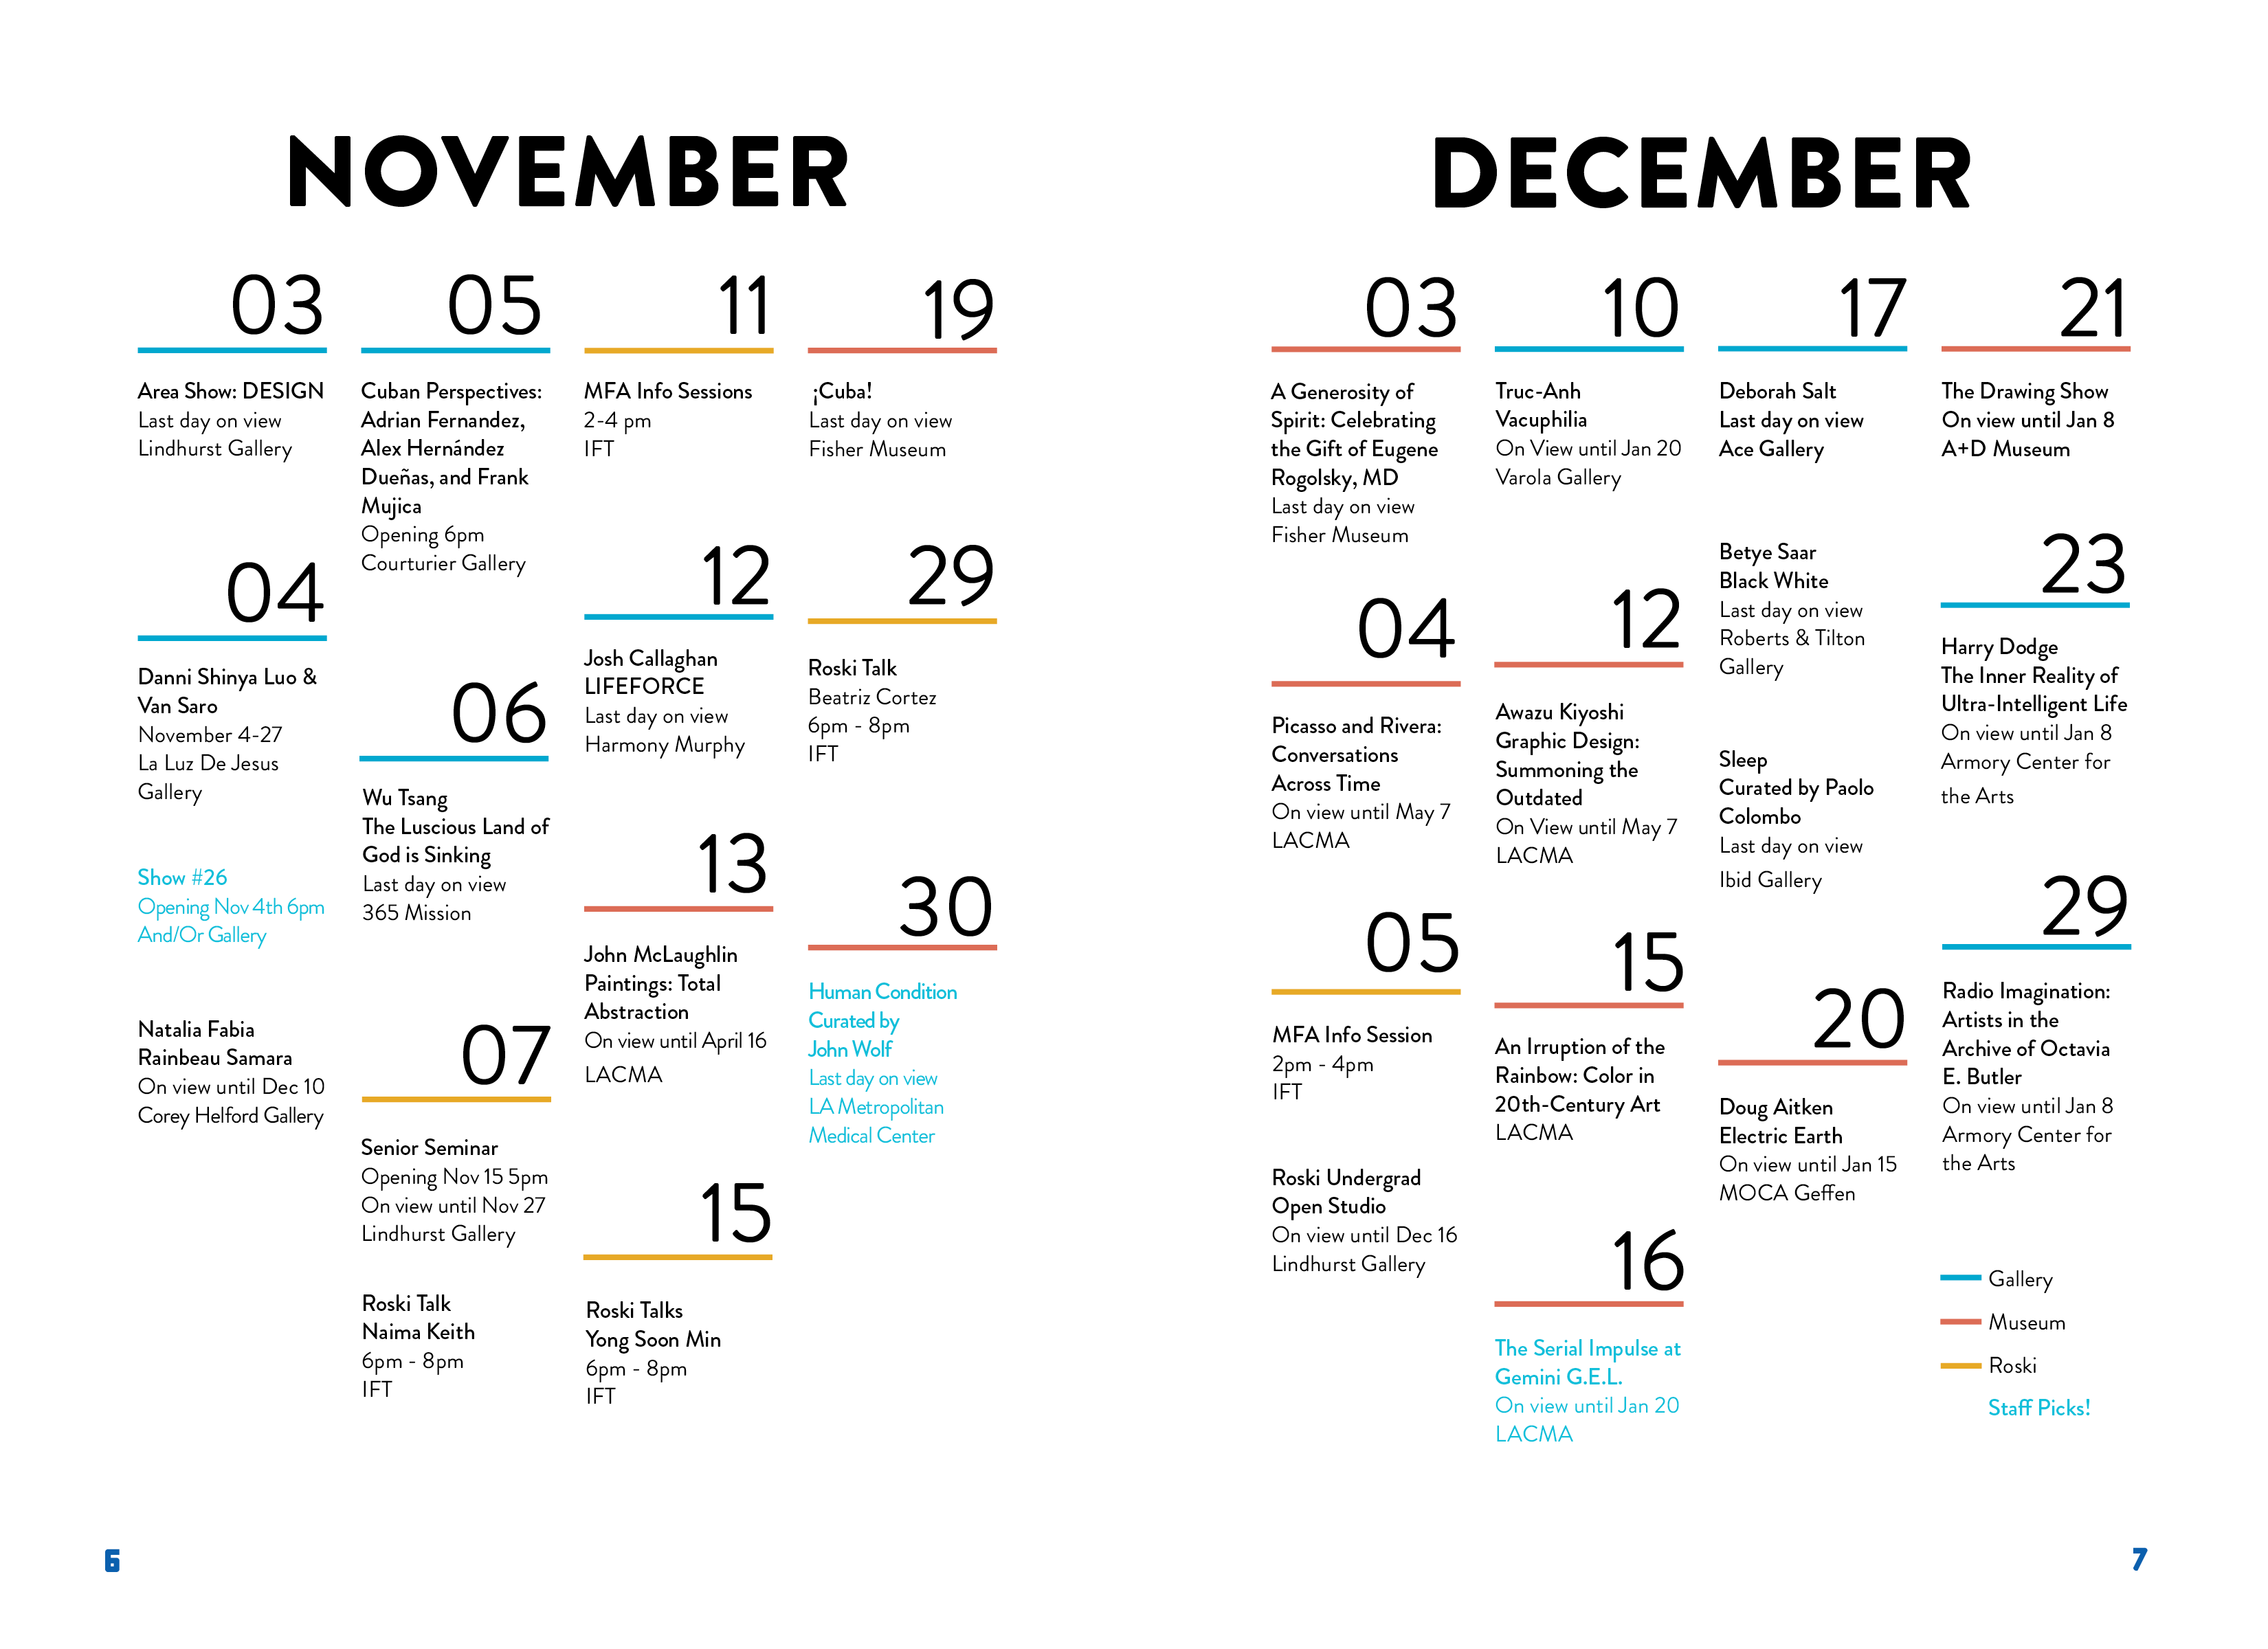 NOVEMBER
03
Area Show: DESIGN
Last day on view
Lindhurst Gallery
04
Danni Shinya Luo &
Van Saro
November 4-27
La Luz De Jesus
Gallery
Show #26
Opening Nov 4th 6pm
And/Or Gallery
Natalia Fabia
Rainbeau Samara
On view until Dec 10
Corey Helford Gallery
05
Cuban Perspectives:
Adrian Fernandez,
Alex Hernández
Dueñas, and Frank
Mujica
Opening 6pm
Courturier Gallery
06
Wu Tsang
The Luscious Land of
God is Sinking
Last day on view
365 Mission
07
Senior Seminar
Opening Nov 15 5pm
On view until Nov 27
Lindhurst Gallery
Roski Talk
Naima Keith
6pm - 8pm
IFT
11
MFA Info Sessions
2-4 pm
IFT
12
Josh Callaghan
LIFEFORCE
Last day on view
Harmony Murphy
13
John McLaughlin
Paintings: Total
Abstraction
On view until April 16
LACMA
15
Roski Talks
Yong Soon Min
6pm - 8pm
IFT
19
¡Cuba!
Last day on view
Fisher Museum
29
Roski Talk
Beatriz Cortez
6pm - 8pm
IFT
30
Human Condition
Curated by
John Wolf
Last day on view
LA Metropolitan
Medical Center
6
DECEMBER
03
A Generosity of
Spirit: Celebrating
the Gift of Eugene
Rogolsky, MD
Last day on view
Fisher Museum
04
Picasso and Rivera:
Conversations
Across Time
On view until May 7
LACMA
05
MFA Info Session
2pm - 4pm
IFT
Roski Undergrad
Open Studio
On view until Dec 16
Lindhurst Gallery
10
Truc-Anh
Vacuphilia
On View until Jan 20
Varola Gallery
12
Awazu Kiyoshi
Graphic Design:
Summoning the
Outdated
On View until May 7
LACMA
15
An Irruption of the
Rainbow: Color in
20th-Century Art
LACMA
16
The Serial Impulse at
Gemini G.E.L.
On view until Jan 20
LACMA
17
Deborah Salt
Last day on view
Ace Gallery
Betye Saar
Black White
Last day on view
Roberts & Tilton
Gallery
Sleep
Curated by Paolo
Colombo
Last day on view
Ibid Gallery
20
Doug Aitken
Electric Earth
On view until Jan 15
MOCA Geffen
21
The Drawing Show
On view until Jan 8
A+D Museum
23
Harry Dodge
The Inner Reality of
Ultra-Intelligent Life
On view until Jan 8
Armory Center for
the Arts
29
Radio Imagination:
Artists in the
Archive of Octavia
E. Butler
On view until Jan 8
Armory Center for
the Arts
Gallery
Museum
Roski
Staff Picks!
7